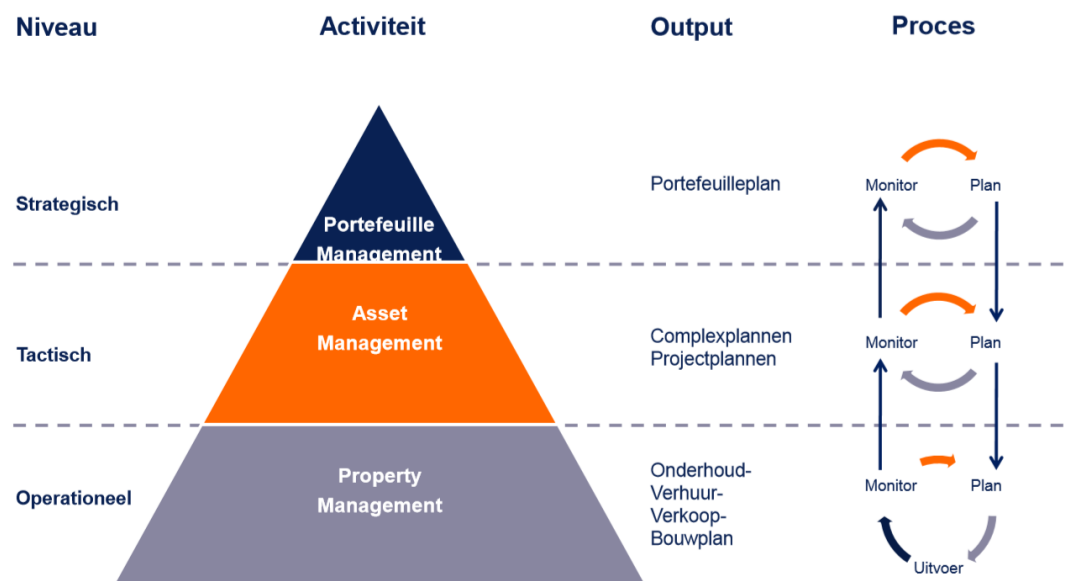 Niveau
Activiteit
Output
Proces
Strategisch
Portefeuille
Management
Portefeuilleplan
Monitor
Plan
Tactisch
Asset
Management
Complexplannen
Projectplannen
Monitor
Plan
Operationeel
Property
Management
Onderhoud-
Verhuur-
Verkoop-
Bouwplan
Monitor
Plan
Uitvoer